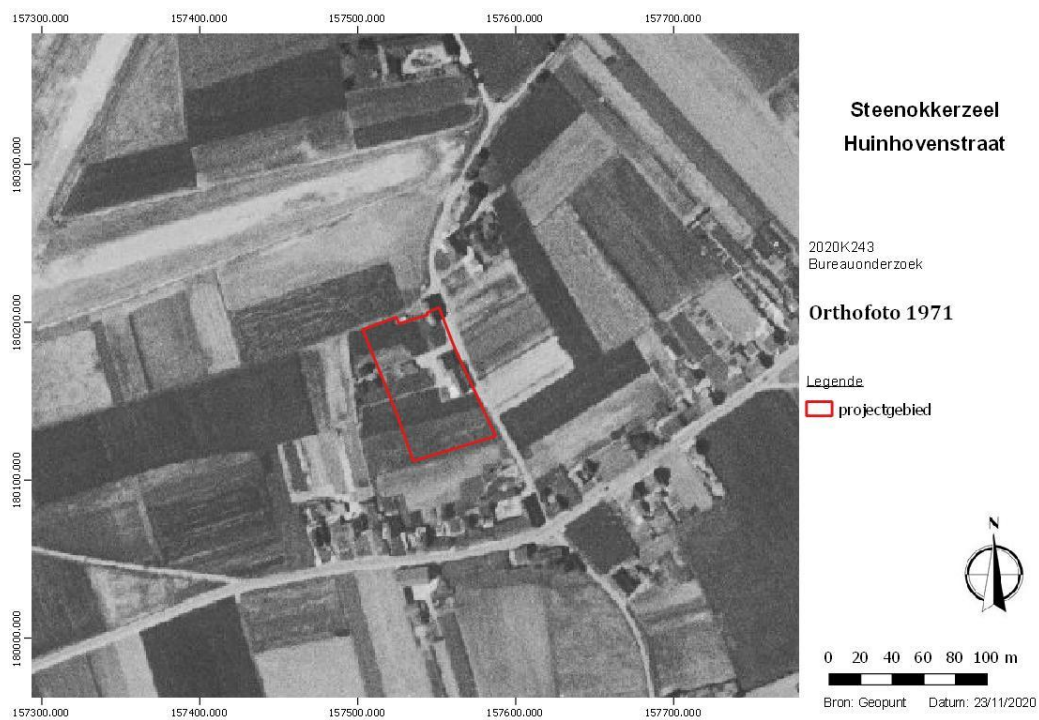 157300.000 157400.000 157500.000 157600.000 157700.000
180300.000
180200.000
180100.000
180000.000
157300.000 157400.000 157500.000 157600.000 157700.000
Steenokkerzeel
Huinhovenstraat
2020K243
Bureauonderzoek
Orthofoto 1971
Legende
projectgebied
N
0 20 40 60 80 100 m
Bron: Geopunt Datum: 23/11/2020